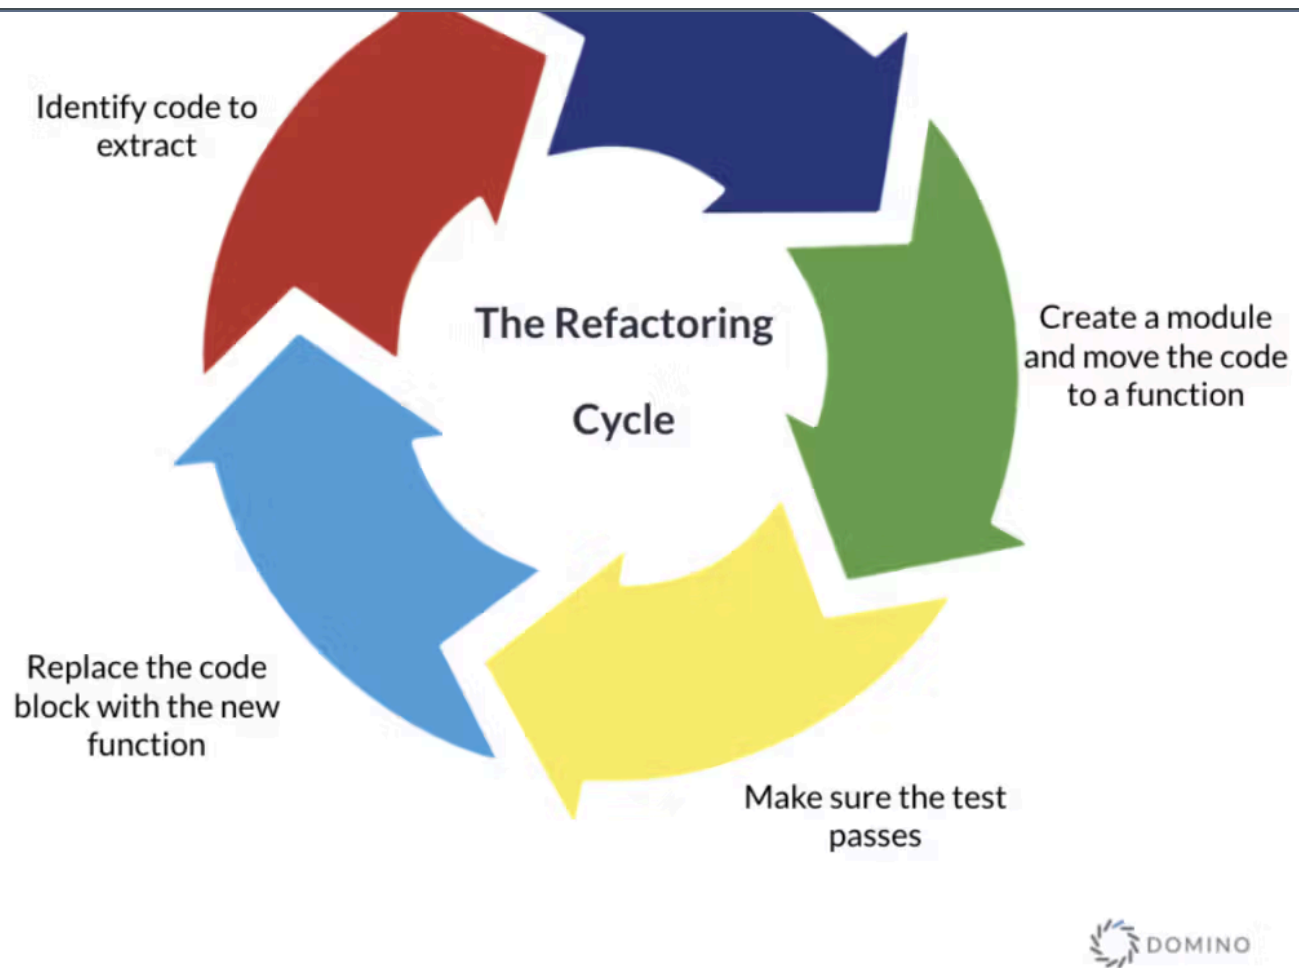 Identify code to
extract
The Refactoring
Cycle
Create a module
and move the code
to a function
Replace the code
block with the new
function
Make sure the test
passes
DOMINO